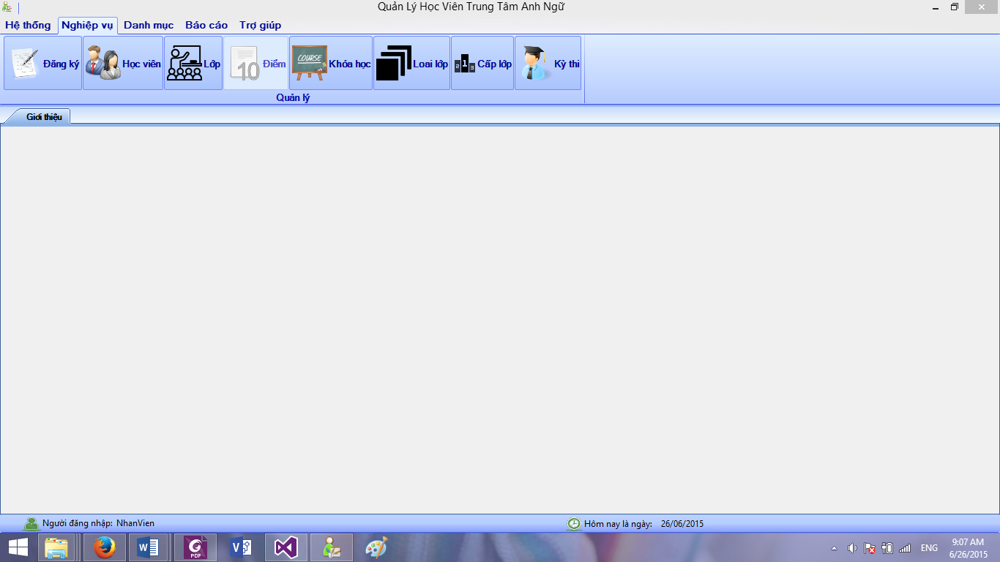 Quản Lý Học Viên Trung Tâm Anh Ngữ
Hệ thống Nghiệp vụ Danh mục Báo cáo Trợ giúp
Đăng ký Học viên Lớp 10 Điểm COURSE Khóa học Loai lớp 2 1 3 Cấp lớp Kỳ thi
Quản lý
Giới thiệu
Người đăng nhập: NhanVien Hôm nay là ngày: 26/06/2015
PDF ENG 9:07 AM
6/26/2015